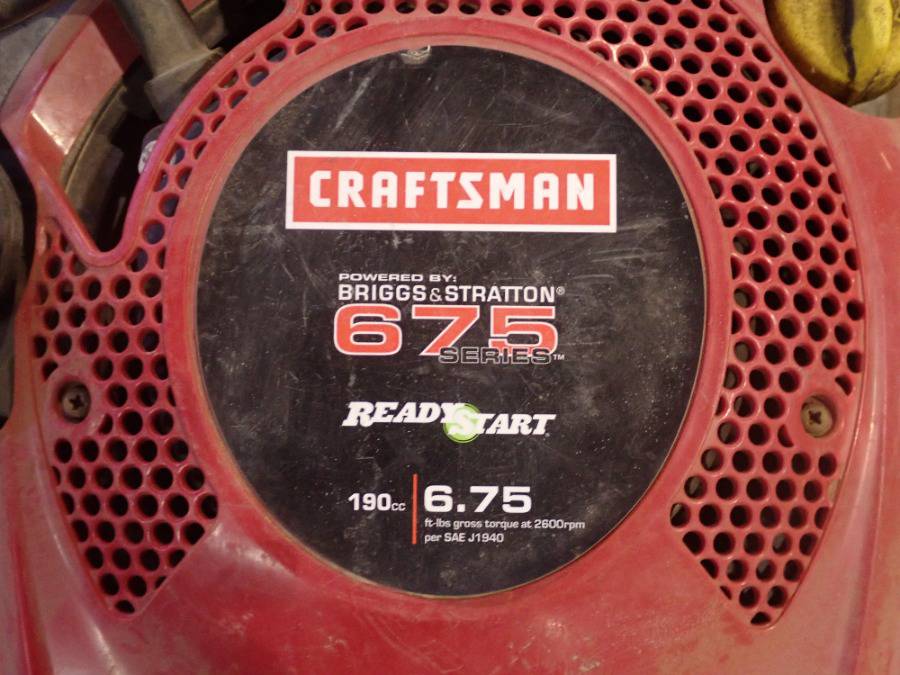 CRAFTSMAN
POWERED BY:
BRIGGS & STRATTON®
675
SERIES™
READY START
190cc
6.75
ft-lbs gross torque at 2600rpm
per SAE J1940